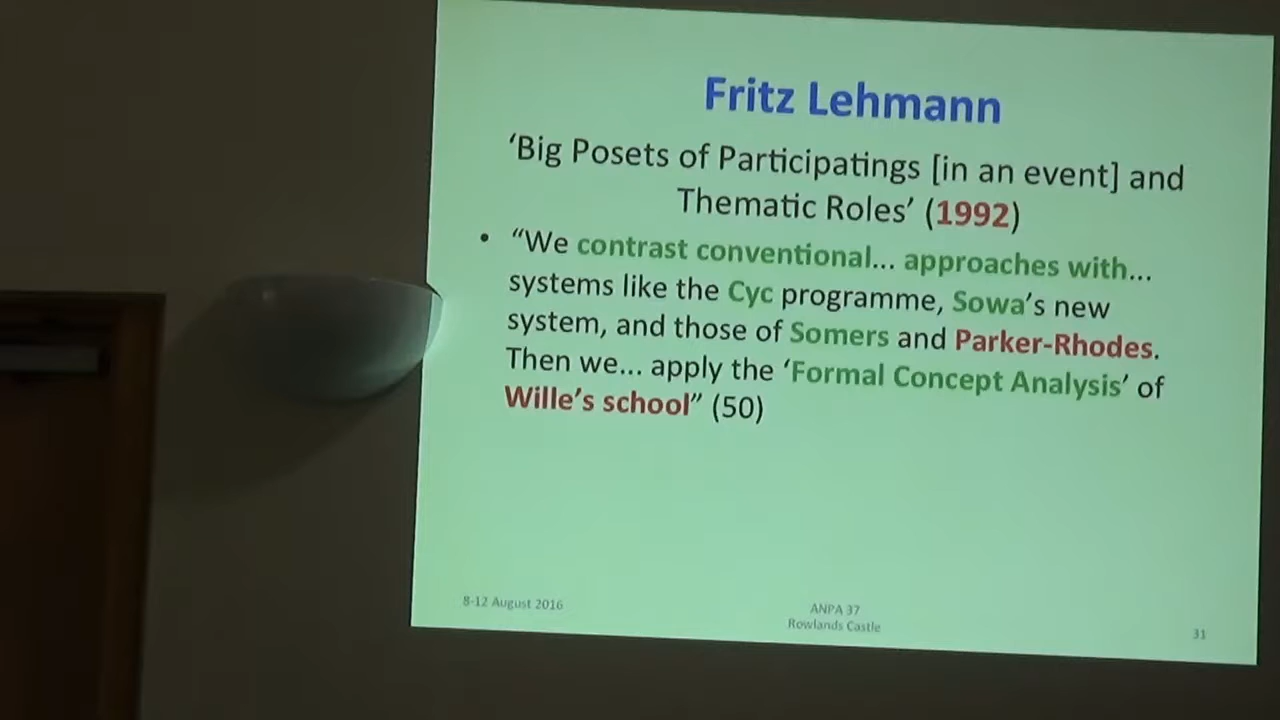 Fritz Lehmann
‘Big Posets of Participatings [in an event] and
Thematic Roles’ (1992)
• “We contrast conventional... approaches with...
systems like the Cyc programme, Sowa’s new
system, and those of Somers and Parker-Rhodes.
Then we... apply the ‘Formal Concept Analysis’ of
Wille’s school” (50)
8-12 August 2016
ANPA 37
Rowlands Castle
31